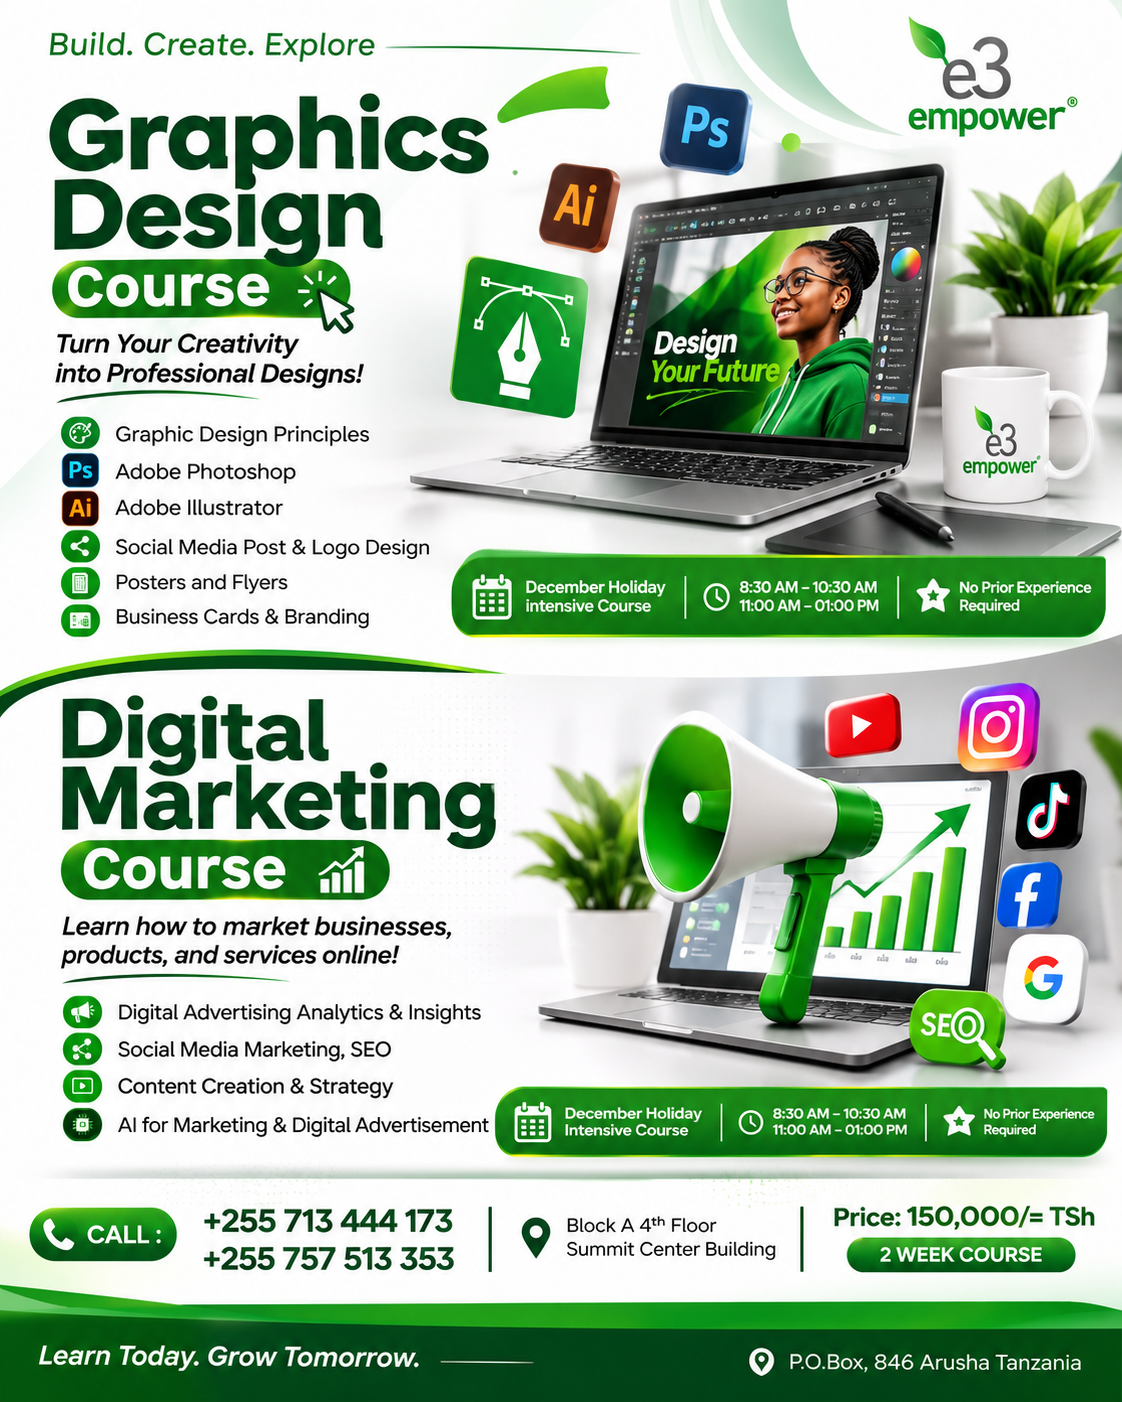 Build. Create. Explore
e3
empower®
Graphics
Design
Course
Turn Your Creativity
into Professional Designs!
Ps
Ai
Design
Your Future
e3
empower®
Graphic Design Principles
Ps
Adobe Photoshop
Ai
Adobe Illustrator
Social Media Post & Logo Design
Posters and Flyers
Business Cards & Branding
December Holiday
intensive Course
8:30 AM – 10:30 AM
11:00 AM – 01:00 PM
No Prior Experience
Required
Digital
Marketing
Course
Learn how to market businesses,
products, and services online!
SEO
Digital Advertising Analytics & Insights
Social Media Marketing, SEO
Content Creation & Strategy
AI for Marketing & Digital Advertisement
December Holiday
Intensive Course
8:30 AM – 10:30 AM
11:00 AM – 01:00 PM
No Prior Experience
Required
CALL :
+255 713 444 173
+255 757 513 353
Block A 4ᵗʰ Floor
Summit Center Building
Price: 150,000/= TSh
2 WEEK COURSE
Learn Today. Grow Tomorrow.
P.O.Box, 846 Arusha Tanzania